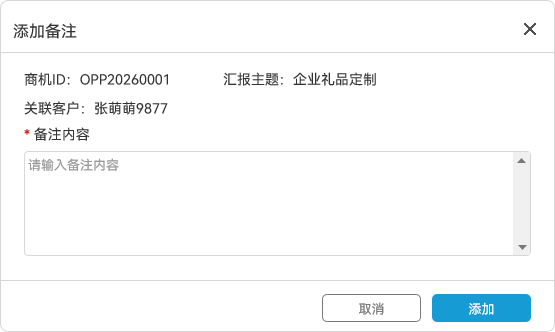 添加备注
商机ID：OPP20260001 汇报主题：企业礼品定制
关联客户：张萌萌9877
* 备注内容
请输入备注内容
取消 添加